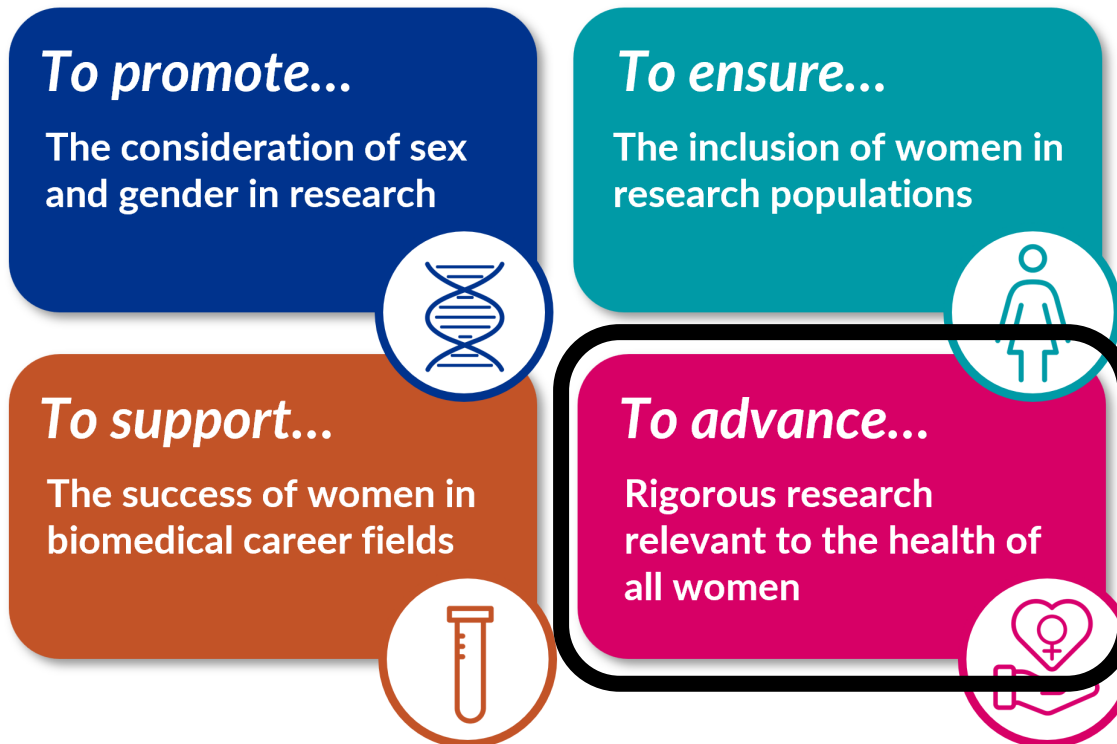 To promote...
The consideration of sex
and gender in research
To ensure...
The inclusion of women in
research populations
To support...
The success of women in
biomedical career fields
To advance...
Rigorous research
relevant to the health of
all women